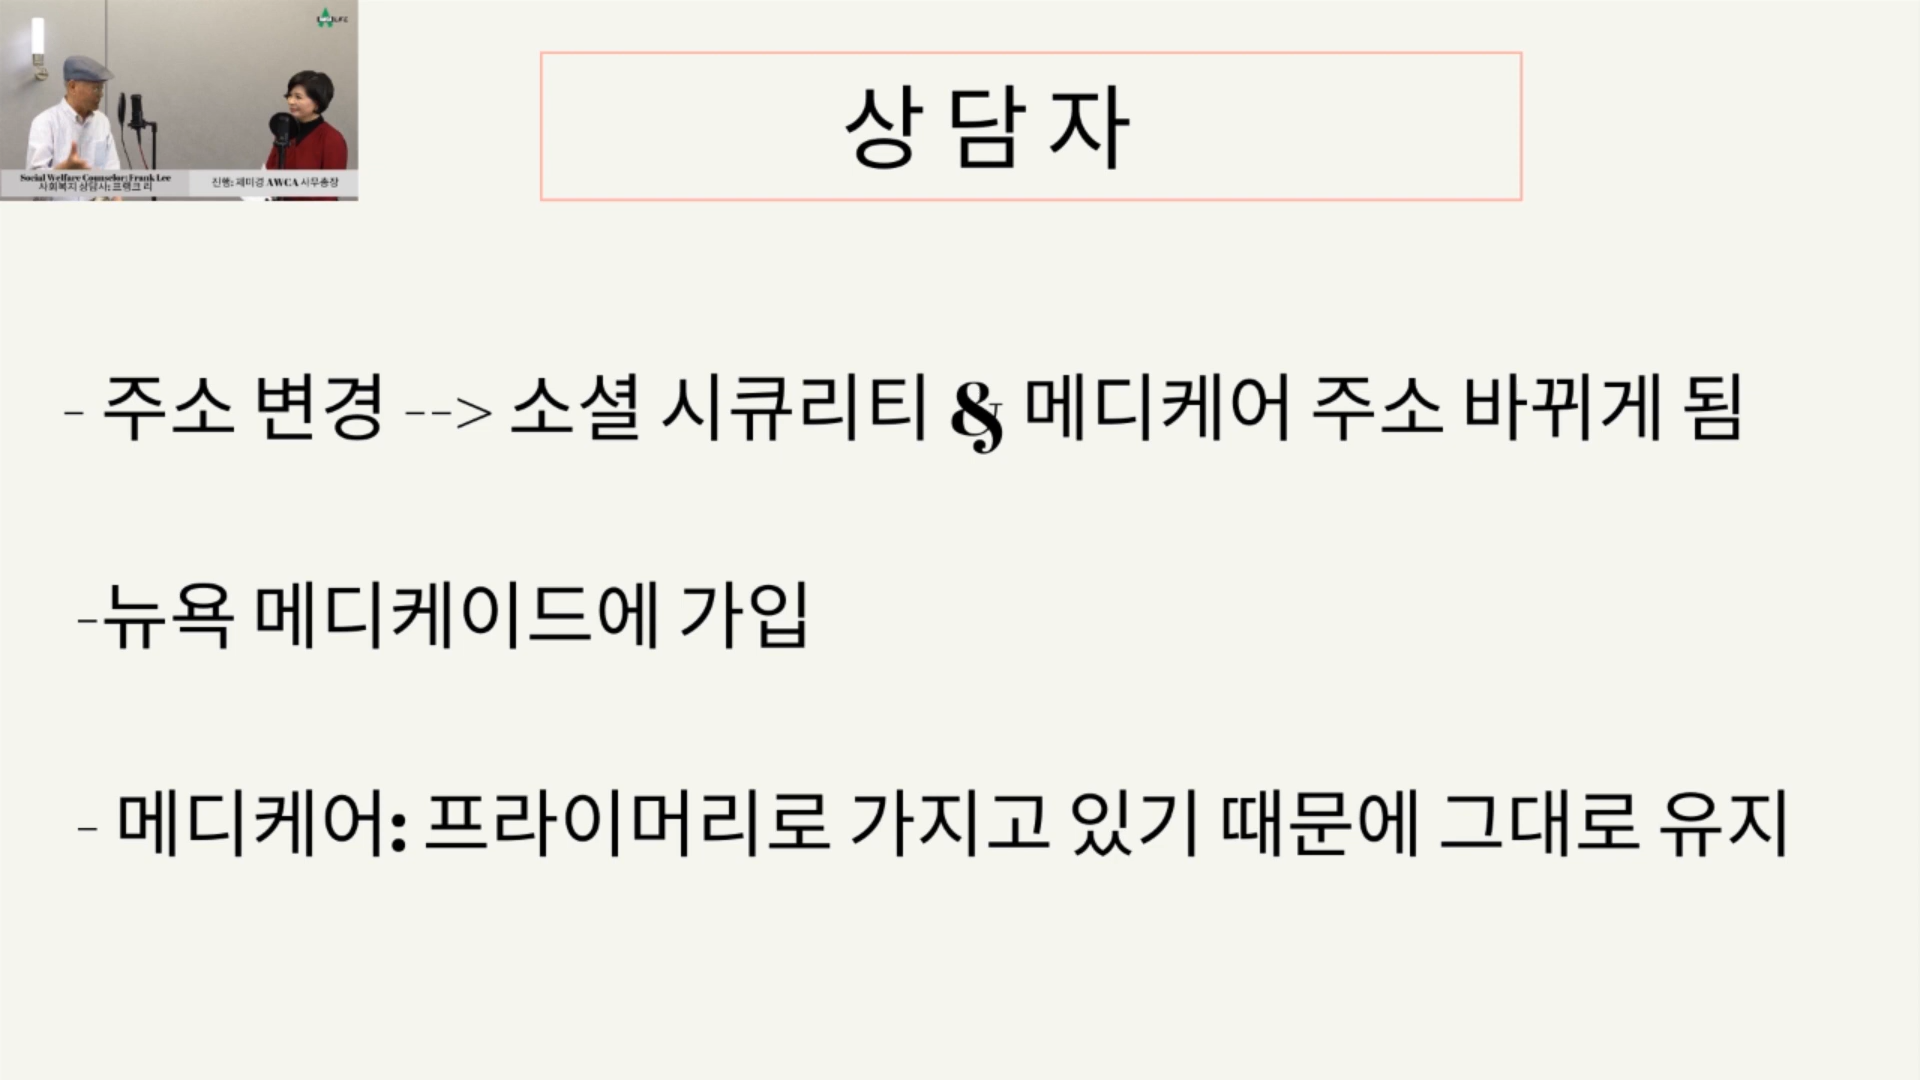 Social Welfare Counselor: Frank Lee
사회복지 상담사: 프랭크 리
진행: 제미경 AWCA 사무총장
상담자
- 주소 변경 --> 소셜 시큐리티 & 메디케어 주소 바뀌게 됨
-뉴욕 메디케이드에 가입
- 메디케어: 프라이머리로 가지고 있기 때문에 그대로 유지